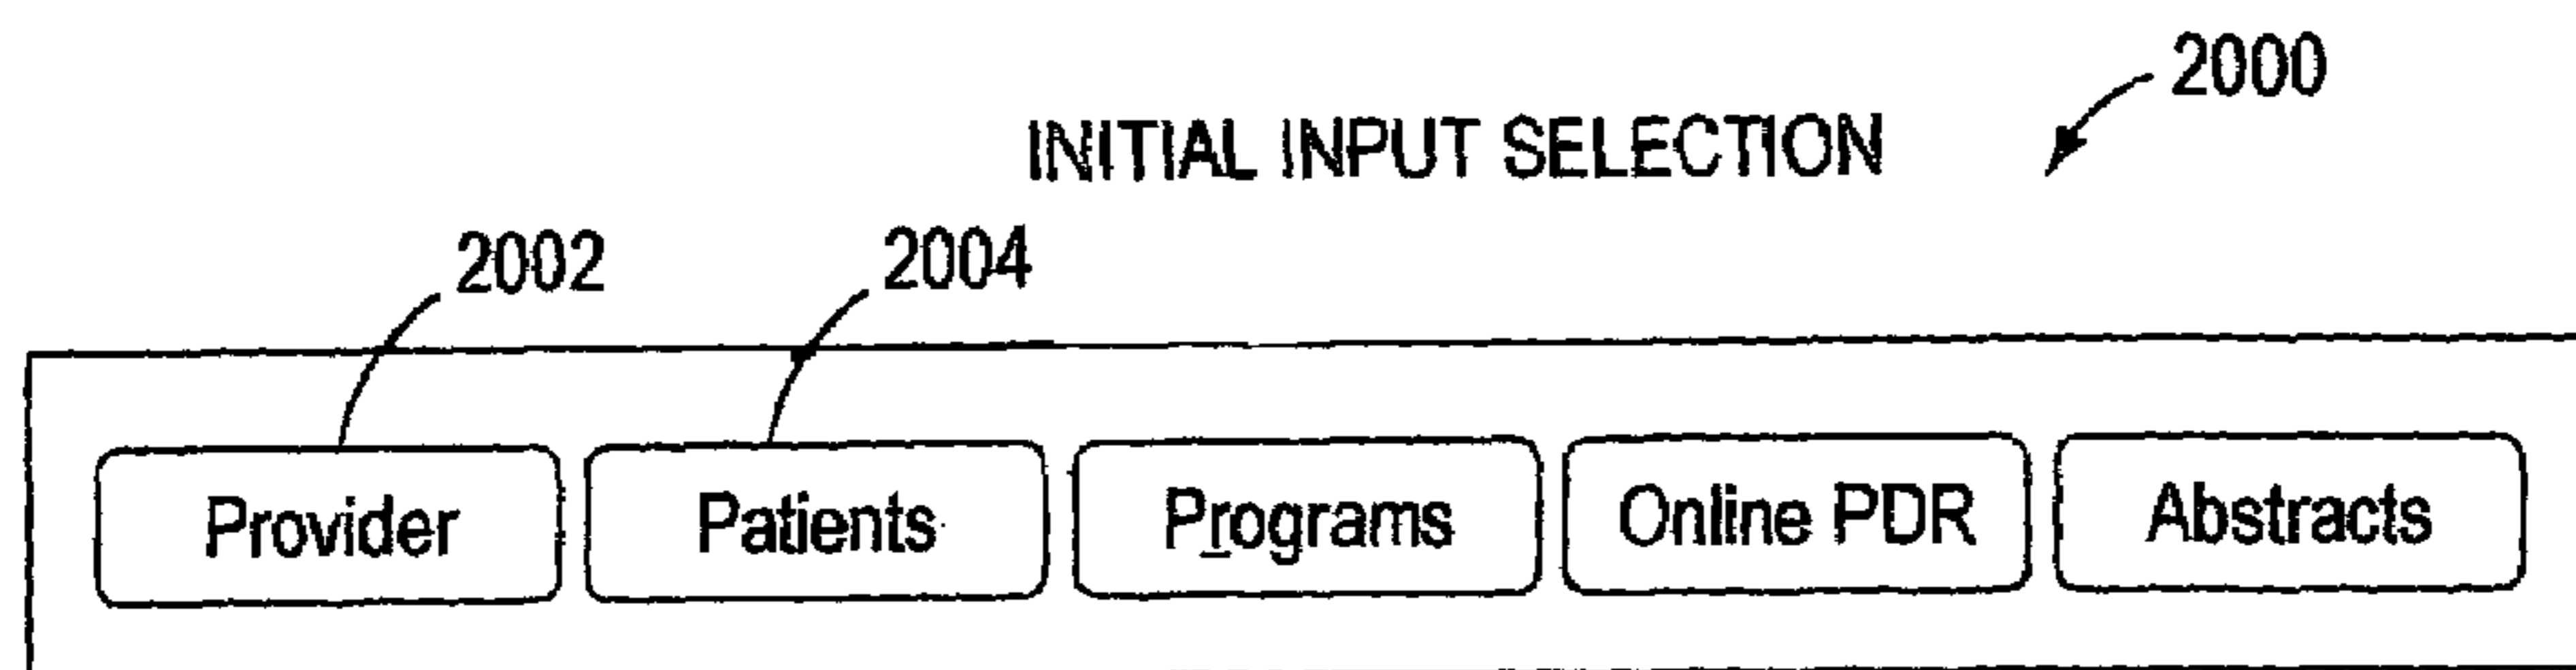 2000
INITIAL INPUT SELECTION
2002 2004
Provider Patients Programs Online PDR Abstracts